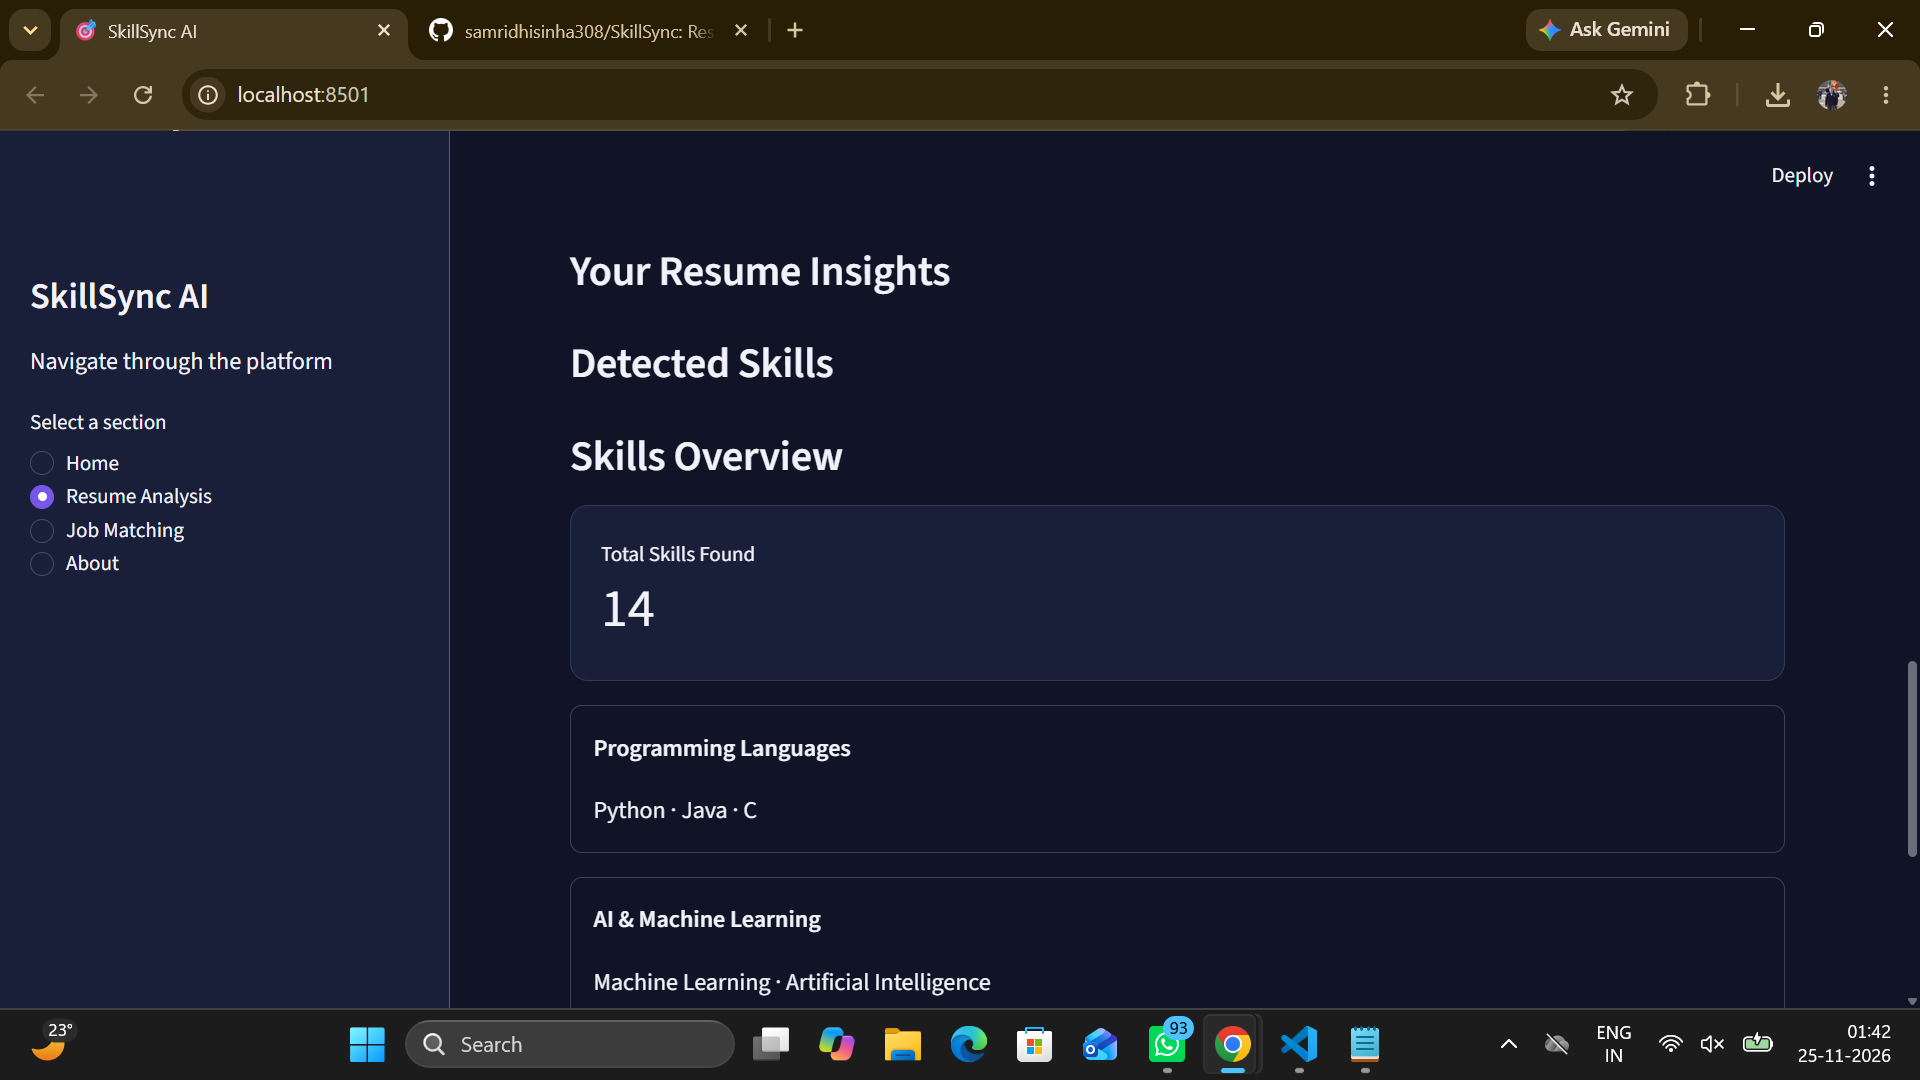 SkillSync AI
samridhisinha308/SkillSync: Res
Ask Gemini
localhost:8501
Deploy
SkillSync AI
Navigate through the platform
Select a section
Home
Resume Analysis
Job Matching
About
Your Resume Insights
Detected Skills
Skills Overview
Total Skills Found
14
Programming Languages
Python · Java · C
AI & Machine Learning
Machine Learning · Artificial Intelligence
23°
Search
93
ENG
IN
01:42
25-11-2026